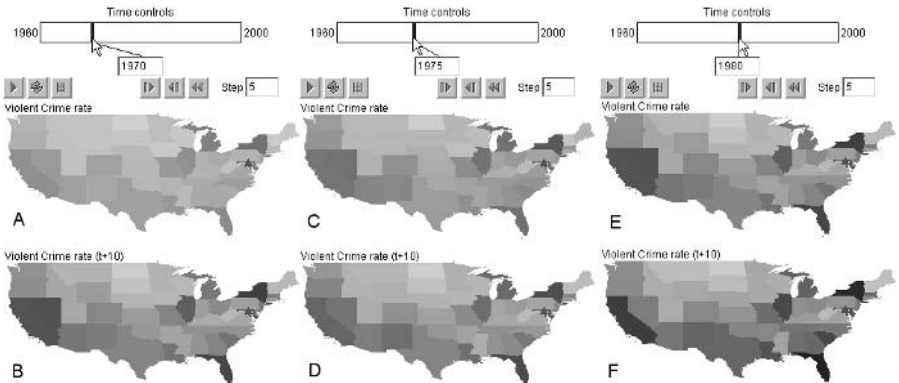 Time controls
1960 2000
1970
Step 5
Violent Crime rate
A
Violent Crime rate (t+10)
B
Time controls
1960 2000
1975
Step 5
Violent Crime rate
C
Violent Crime rate (t+10)
D
Time controls
1960 2000
1980
Step 5
Violent Crime rate
E
Violent Crime rate (t+10)
F